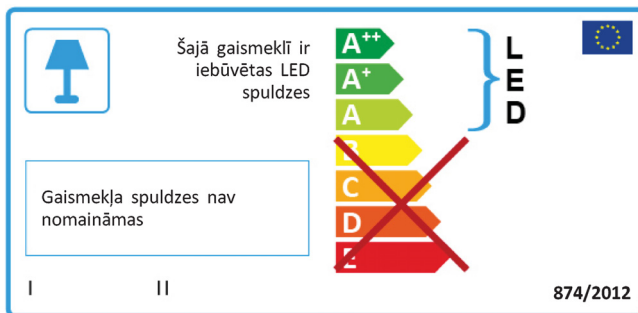 Šajā gaismeklī ir
iebūvētas LED
spuldzes
A++
A+
A
B
C
D
E
L
E
D
Gaismekļa spuldzes nav
nomaināmas
I II
874/2012